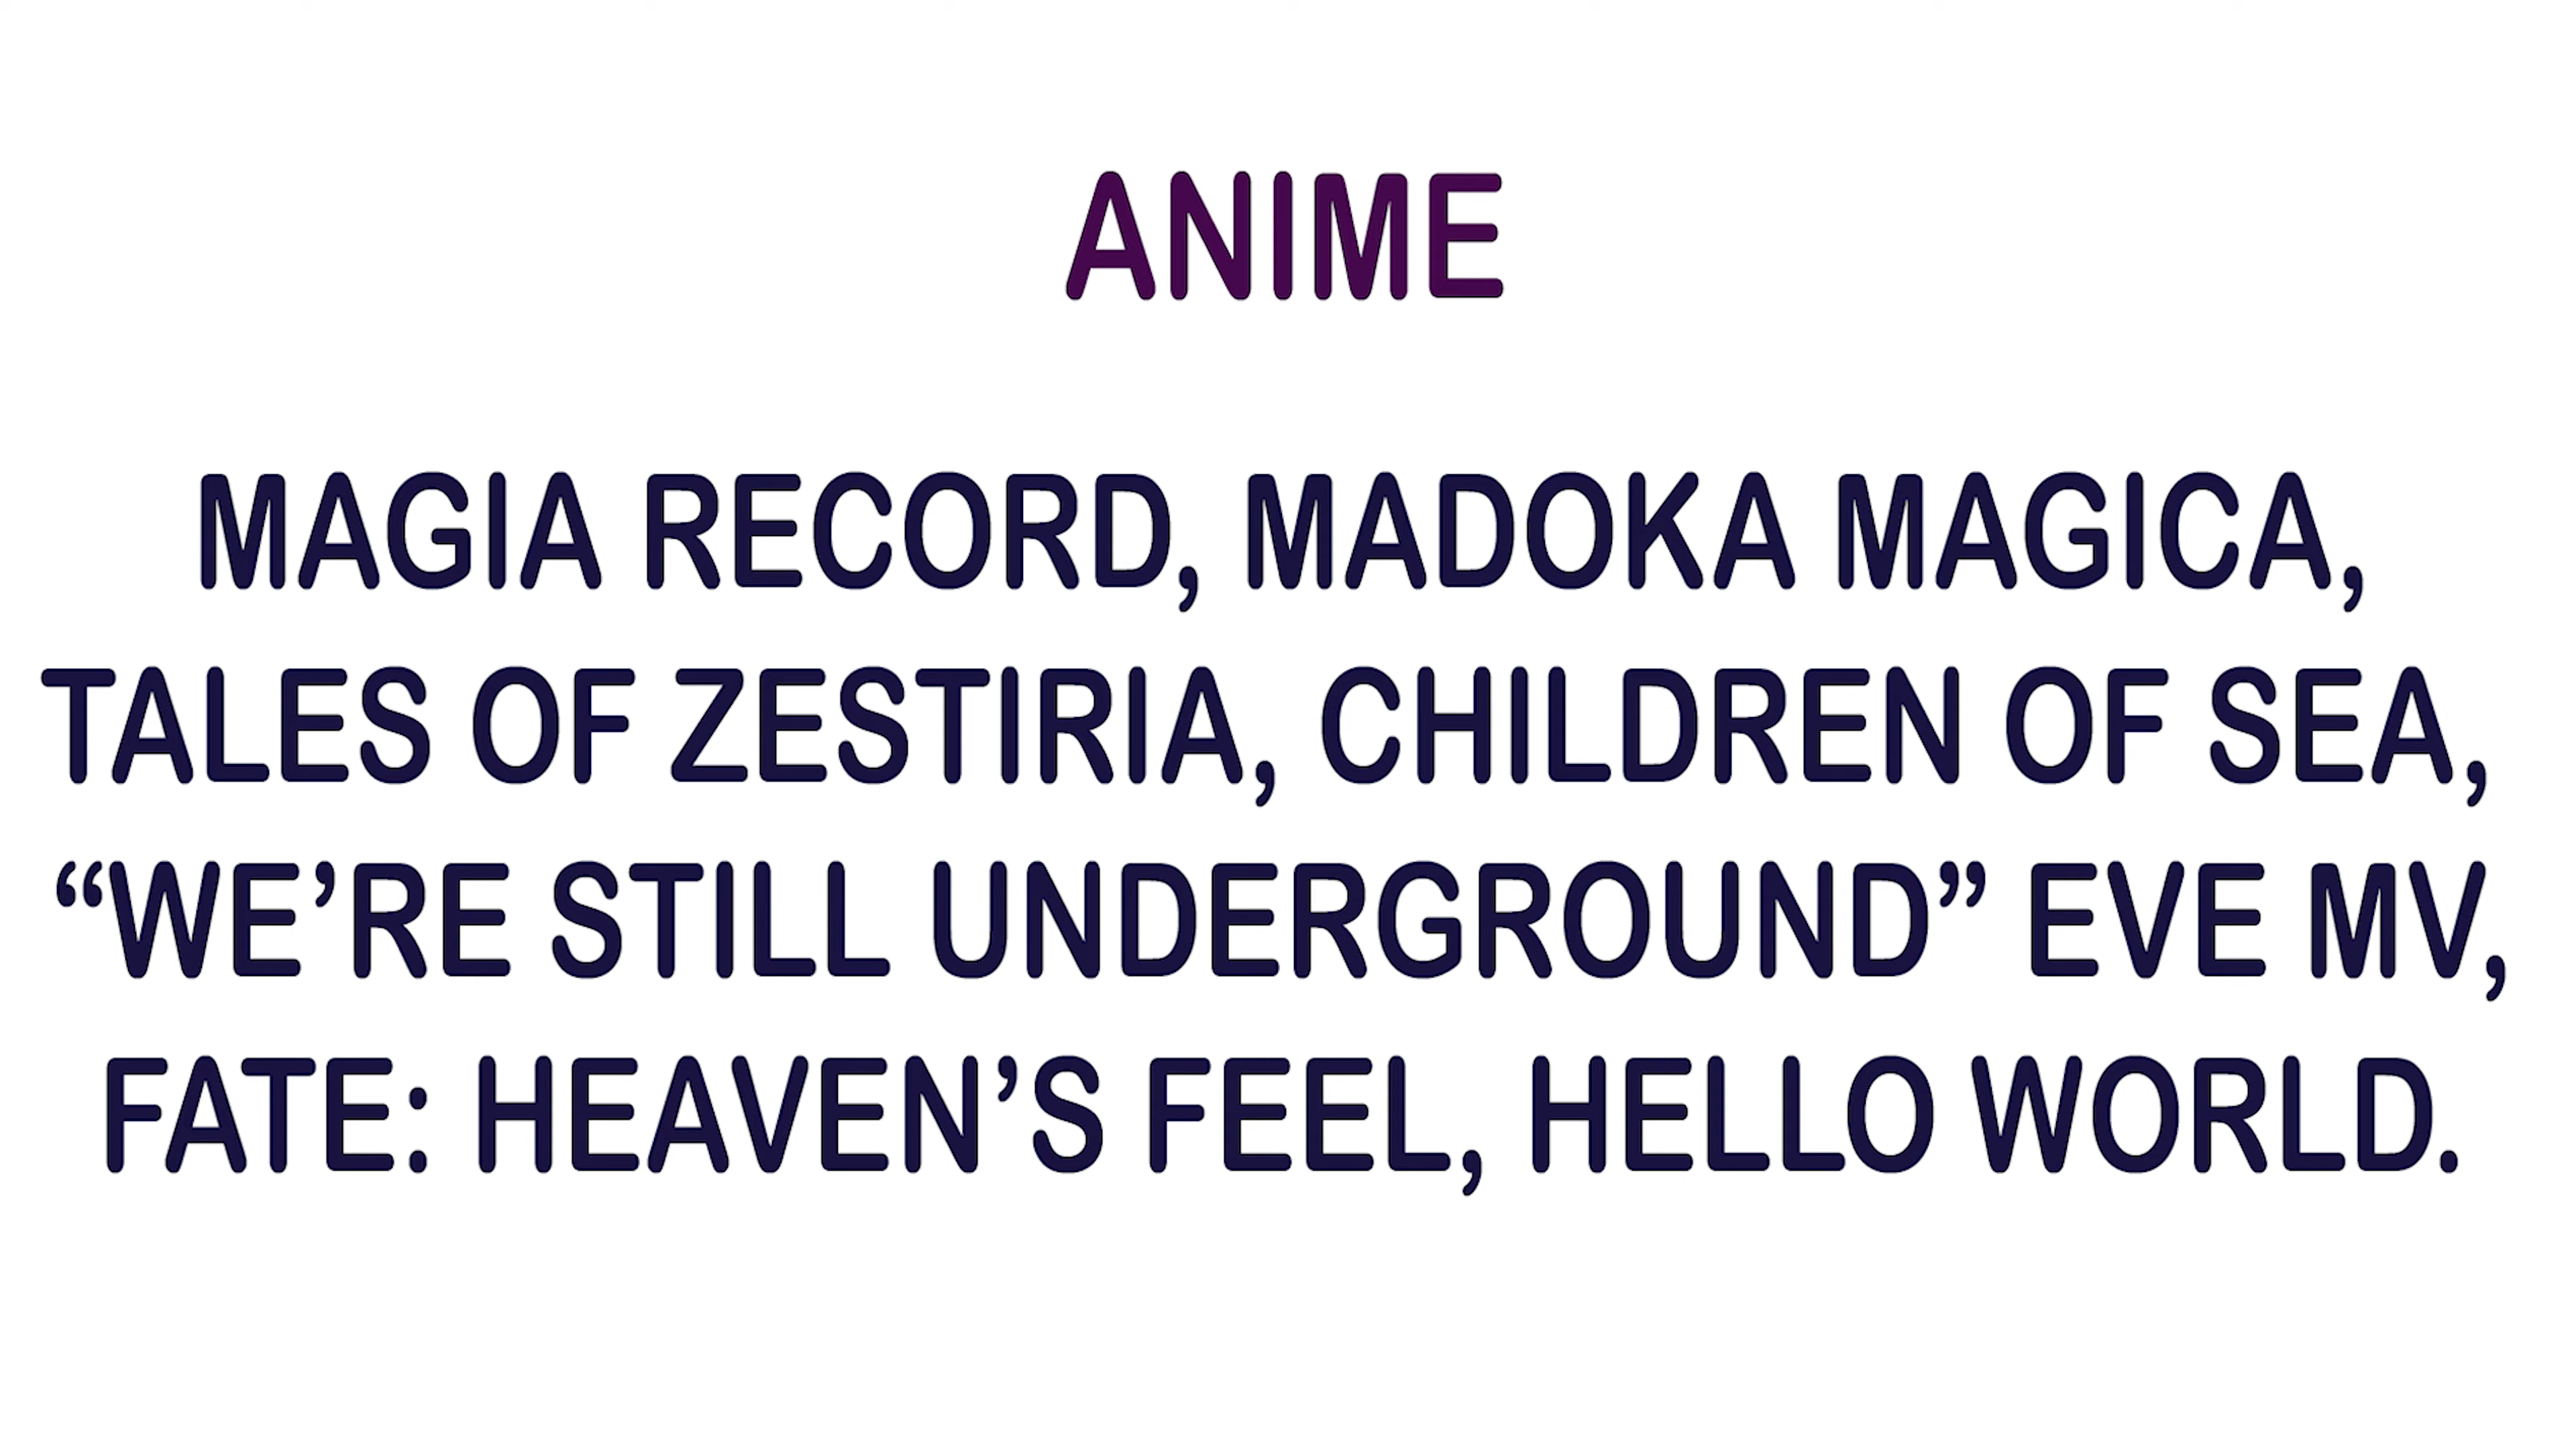 ANIME
MAGIA RECORD, MADOKA MAGICA,
TALES OF ZESTIRIA, CHILDREN OF SEA,
“WE’RE STILL UNDERGROUND” EVE MV,
FATE: HEAVEN’S FEEL, HELLO WORLD.